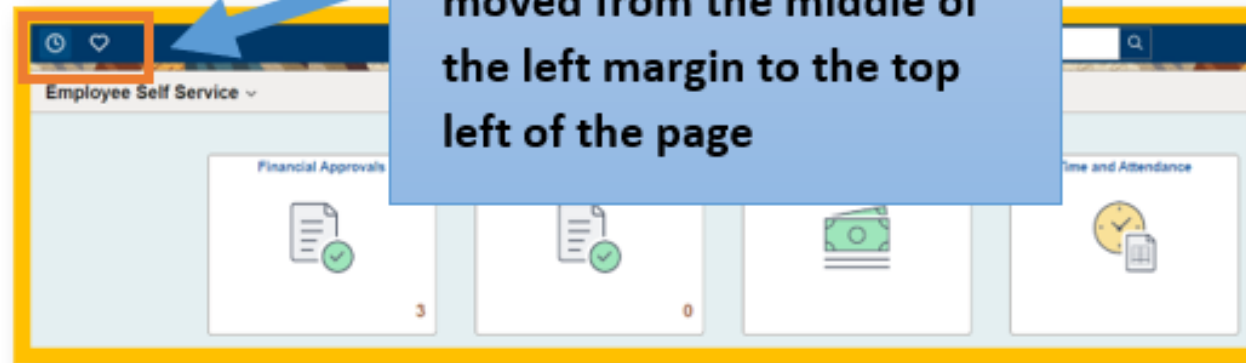 moved from the middle of
the left margin to the top
left of the page
Employee Self Service
Financial Approvals
Time and Attendance
3
0